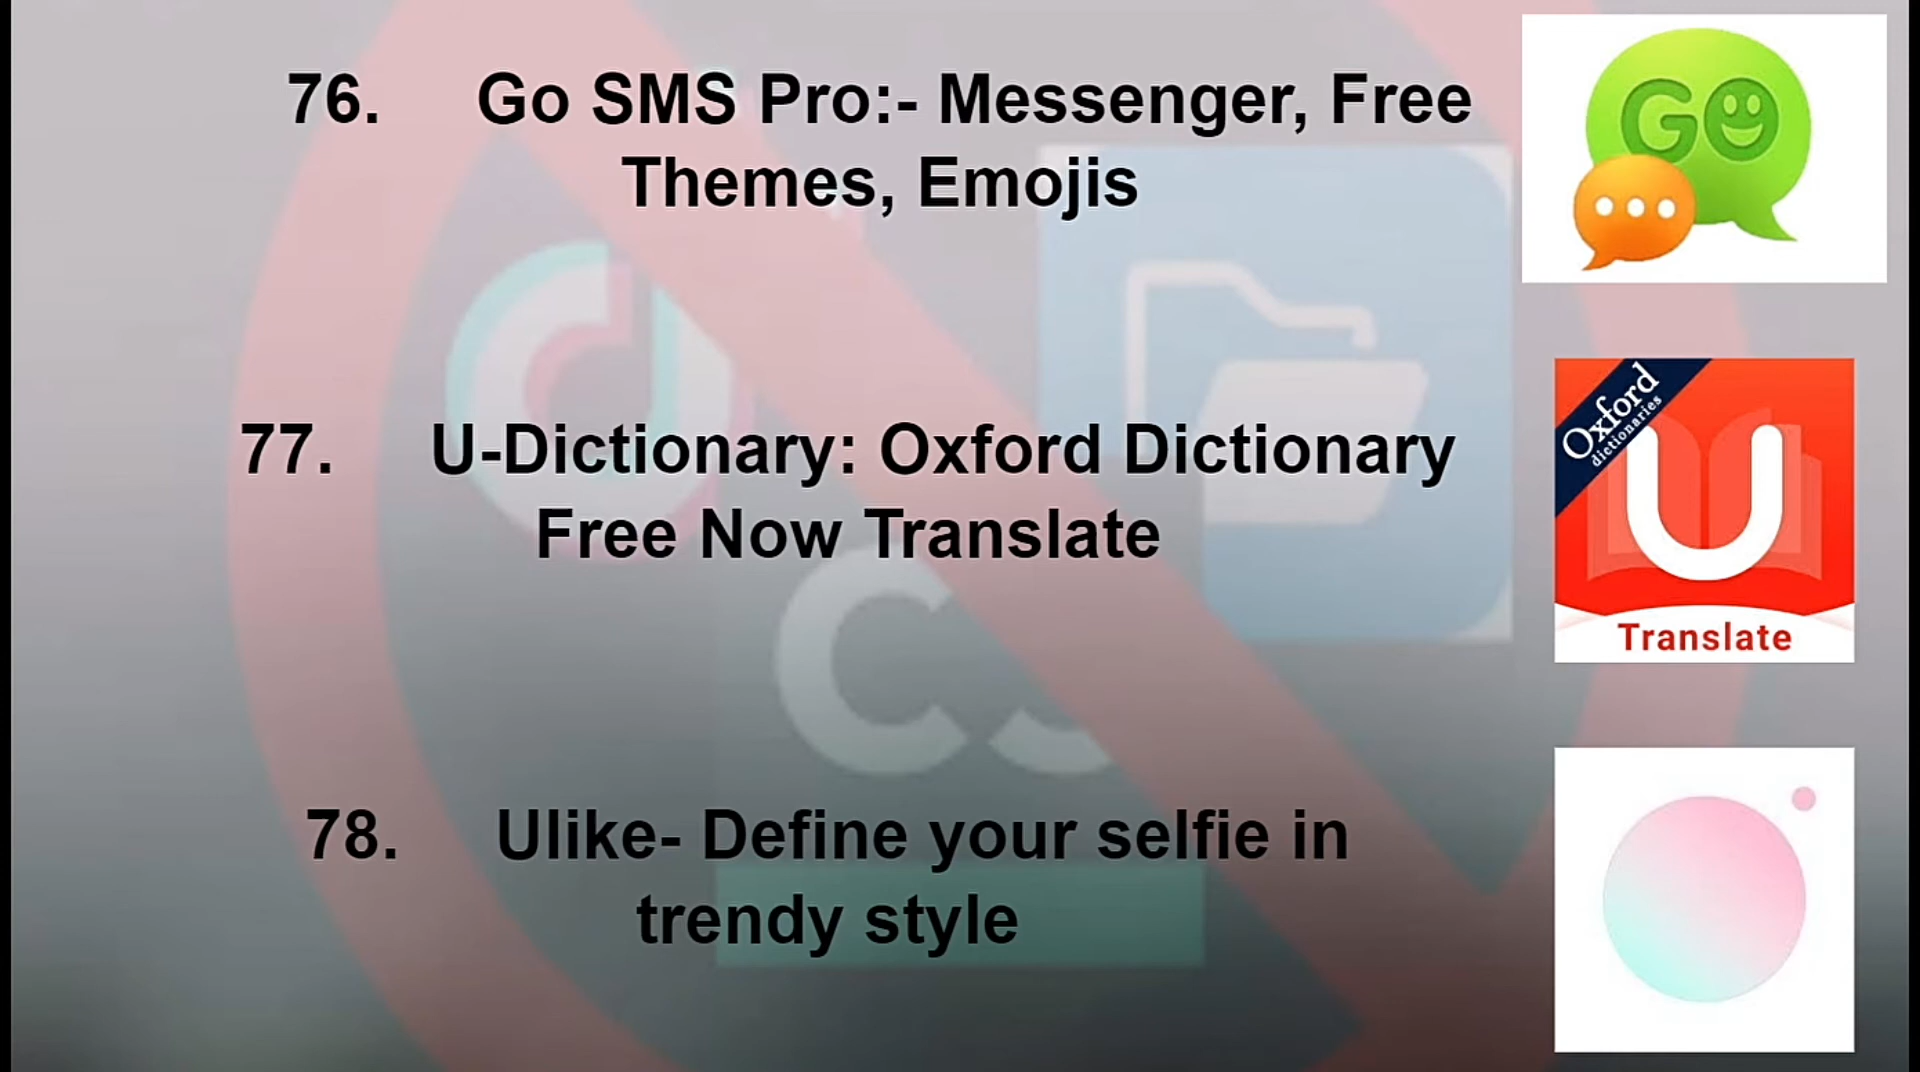 76. Go SMS Pro:- Messenger, Free
Themes, Emojis
GO
77. U-Dictionary: Oxford Dictionary
Free Now Translate
Oxford
dictionaries
U
Translate
78. Ulike- Define your selfie in
trendy style